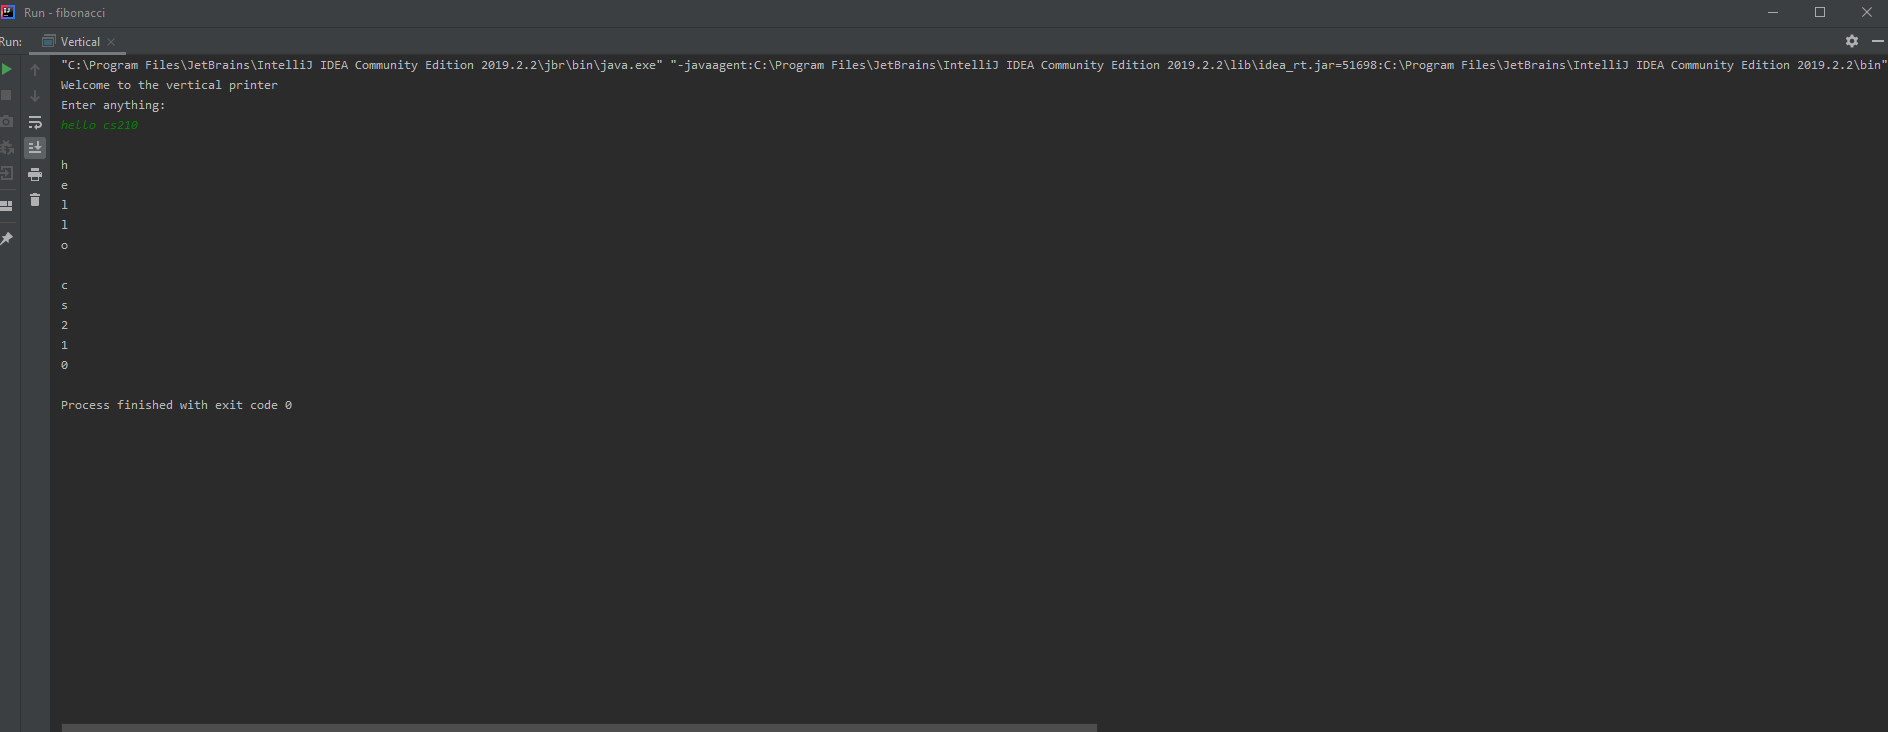 Run - fibonacci
Run: Vertical
"C:\Program Files\JetBrains\IntelliJ IDEA Community Edition 2019.2.2\jbr\bin\java.exe" "-javaagent:C:\Program Files\JetBrains\IntelliJ IDEA Community Edition 2019.2.2\lib\idea_rt.jar=51698:C:\Program Files\JetBrains\IntelliJ IDEA Community Edition 2019.2.2\bin"
Welcome to the vertical printer
Enter anything:
hello cs210
h
e
l
l
o
c
s
2
1
0
Process finished with exit code 0